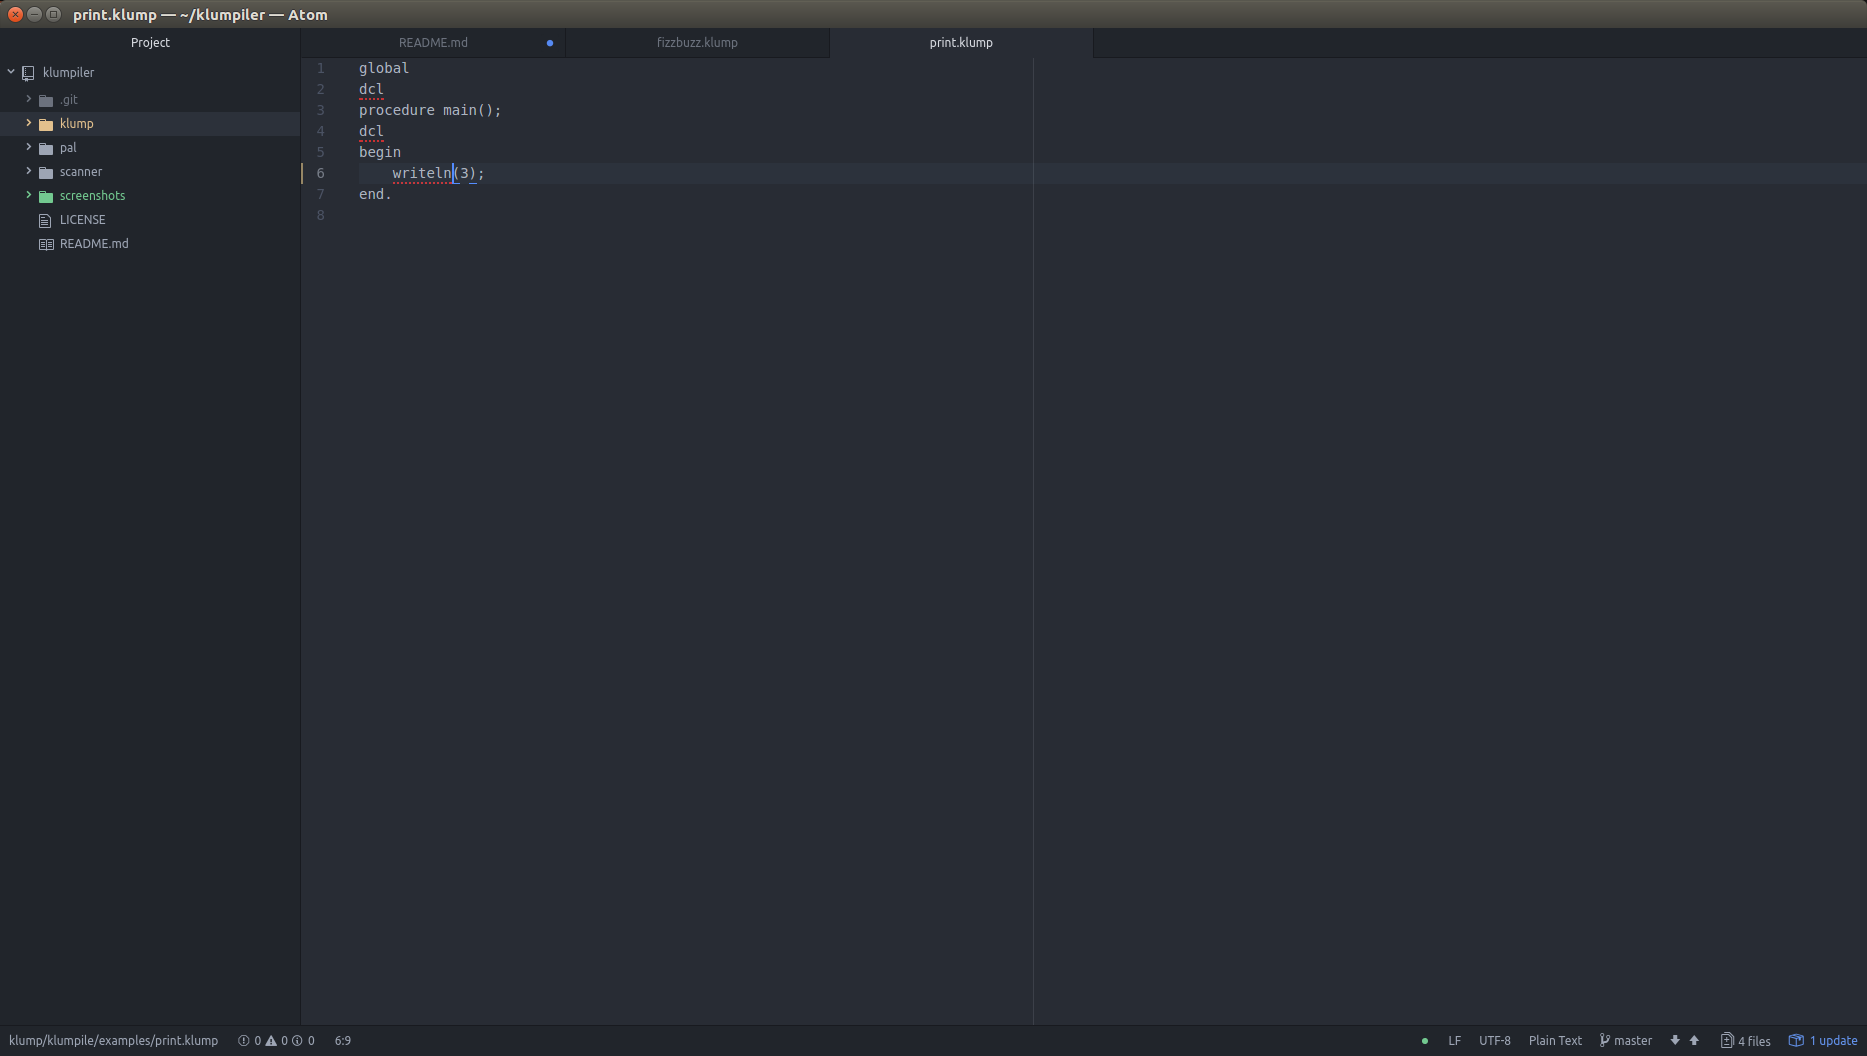 print.klump — ~/klumpiler — Atom
Project
README.md
fizzbuzz.klump
print.klump
klumpiler
.git
klump
pal
scanner
screenshots
LICENSE
README.md
1 global
2 dcl
3 procedure main();
4 dcl
5 begin
6     writeln(3);
7 end.
8
klump/klumpile/examples/print.klump 0 0 0 6:9
LF UTF-8 Plain Text master 4 files 1 update